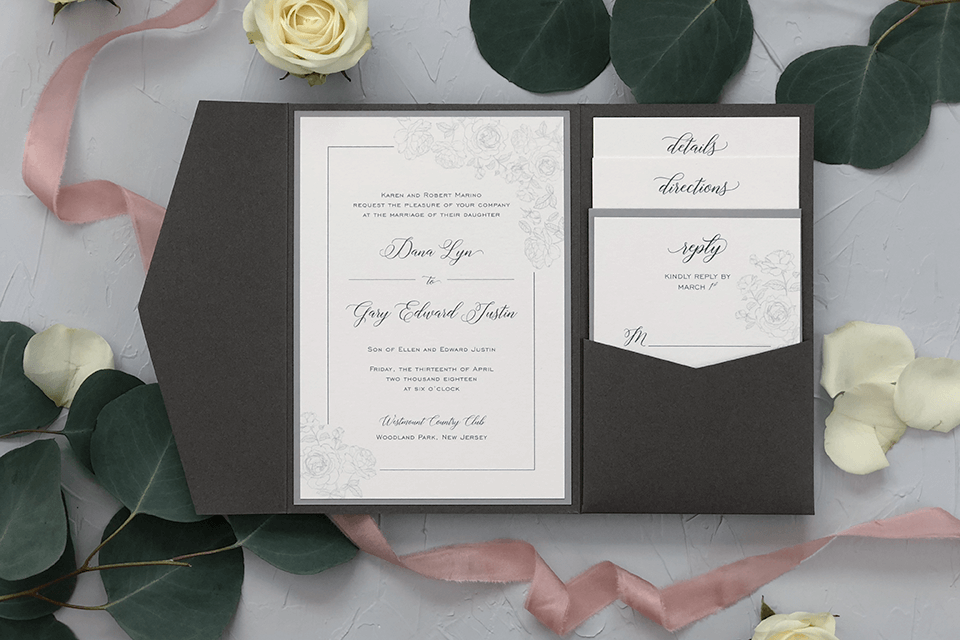 Karen and Robert Marino
request the pleasure of your company
at the marriage of their daughter
Dana Lyn
to
Gary Edward Justin
Son of Ellen and Edward Justin
Friday, the thirteenth of April
two thousand eighteen
at six o'clock
Westmount Country Club
Woodland Park, New Jersey
details
directions
reply
kindly reply by
March 1st
M